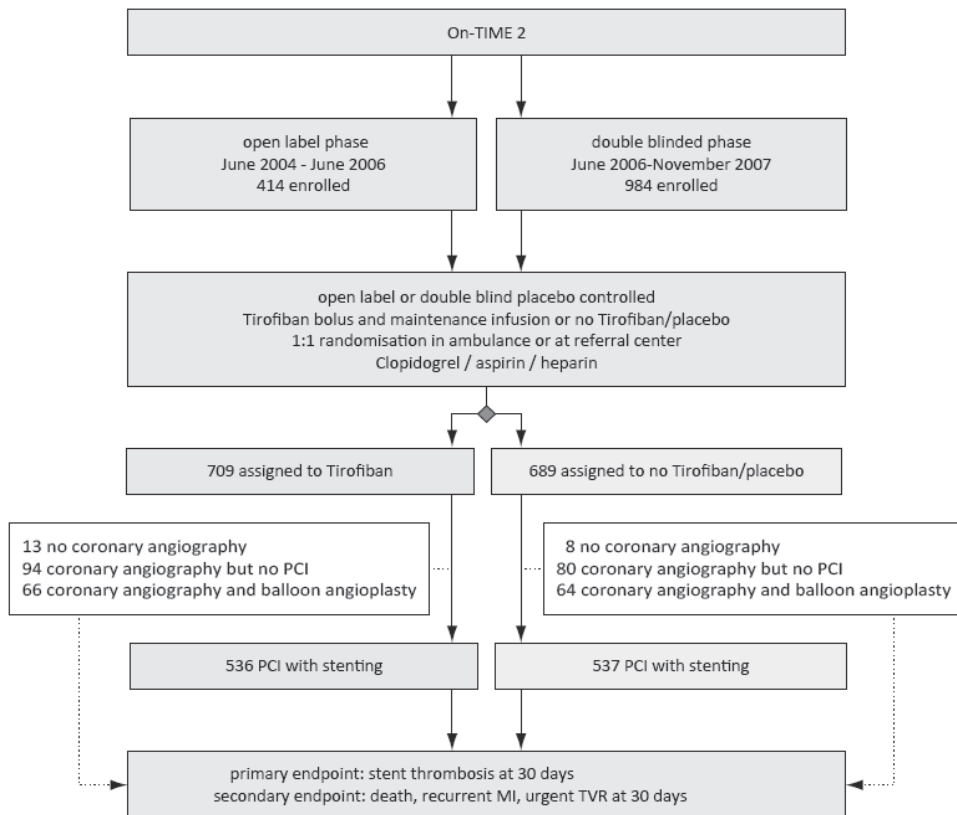 On-TIME 2
open label phase
June 2004 - June 2006
414 enrolled
double blinded phase
June 2006-November 2007
984 enrolled
open label or double blind placebo controlled
Tirofiban bolus and maintenance infusion or no Tirofiban/placebo
1:1 randomisation in ambulance or at referral center
Clopidogrel / aspirin / heparin
709 assigned to Tirofiban
689 assigned to no Tirofiban/placebo
13 no coronary angiography
94 coronary angiography but no PCI
66 coronary angiography and balloon angioplasty
8 no coronary angiography
80 coronary angiography but no PCI
64 coronary angiography and balloon angioplasty
536 PCI with stenting
537 PCI with stenting
primary endpoint: stent thrombosis at 30 days
secondary endpoint: death, recurrent MI, urgent TVR at 30 days